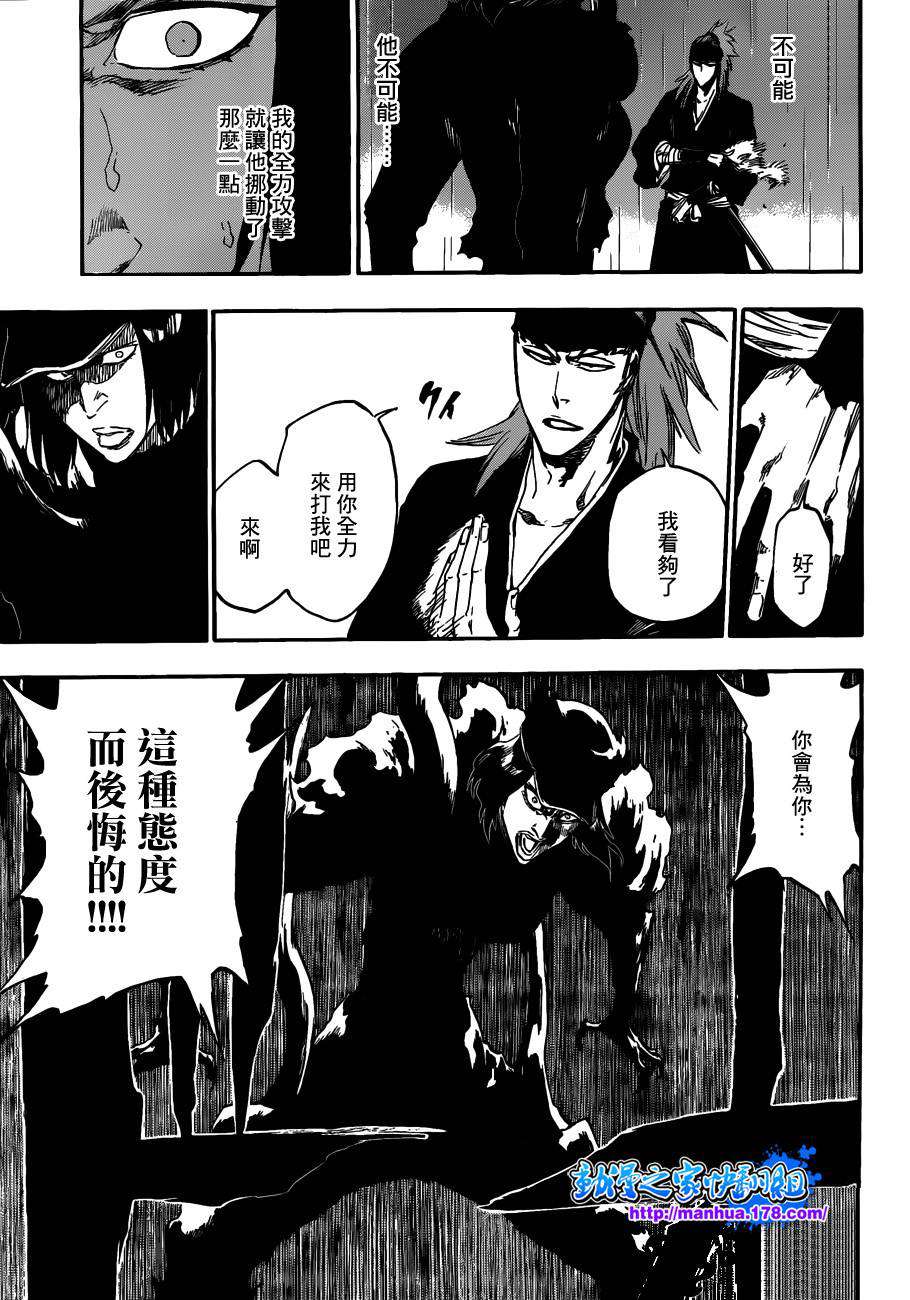 不可能
他不可能……
我的全力攻擊
就讓他挪動了
那麼一點
好了
我看夠了
用你全力
來打我吧
來啊
クイ
你會為你…
這種態度
而後悔的!!!!
動漫之家快翻組
http://manhua.178.com/